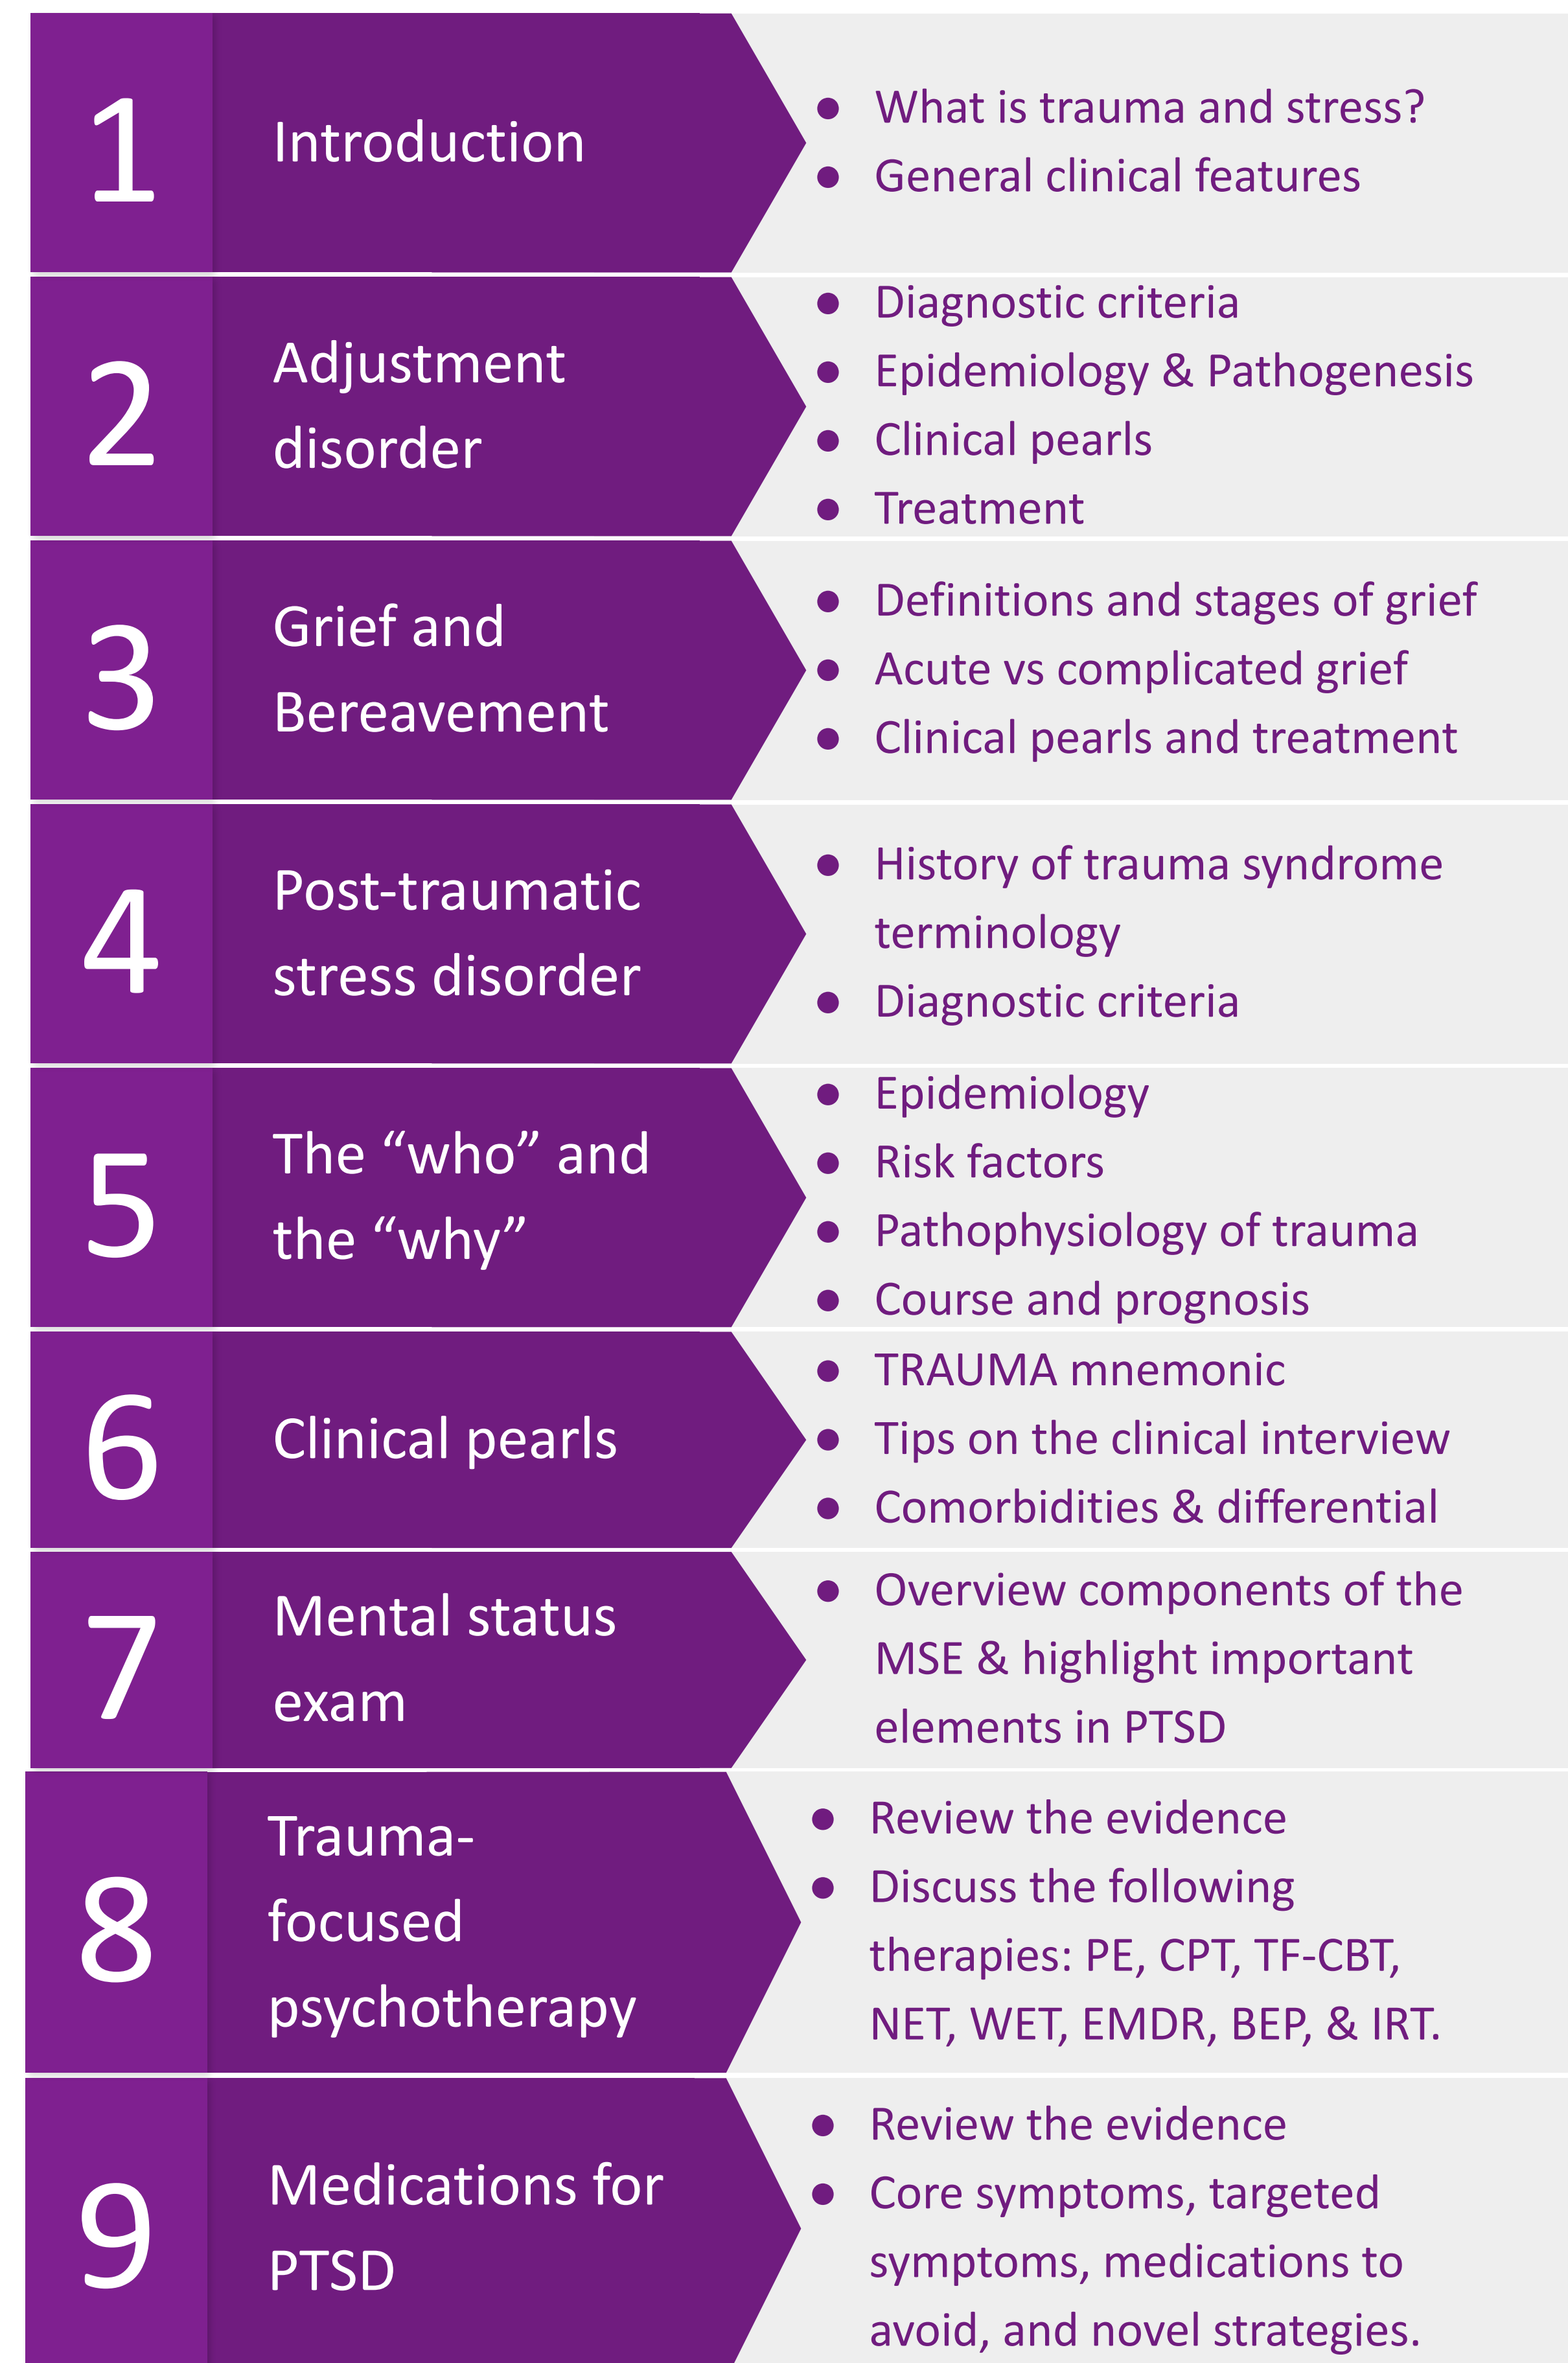 1
Introduction
● What is trauma and stress?
● General clinical features
2
Adjustment
disorder
● Diagnostic criteria
● Epidemiology & Pathogenesis
● Clinical pearls
● Treatment
3
Grief and
Bereavement
● Definitions and stages of grief
● Acute vs complicated grief
● Clinical pearls and treatment
4
Post-traumatic
stress disorder
● History of trauma syndrome
terminology
● Diagnostic criteria
5
The “who” and
the “why”
● Epidemiology
● Risk factors
● Pathophysiology of trauma
● Course and prognosis
6
Clinical pearls
● TRAUMA mnemonic
● Tips on the clinical interview
● Comorbidities & differential
7
Mental status
exam
● Overview components of the
MSE & highlight important
elements in PTSD
8
Trauma-
focused
psychotherapy
● Review the evidence
● Discuss the following
therapies: PE, CPT, TF-CBT,
NET, WET, EMDR, BEP, & IRT.
9
Medications for
PTSD
● Review the evidence
● Core symptoms, targeted
symptoms, medications to
avoid, and novel strategies.